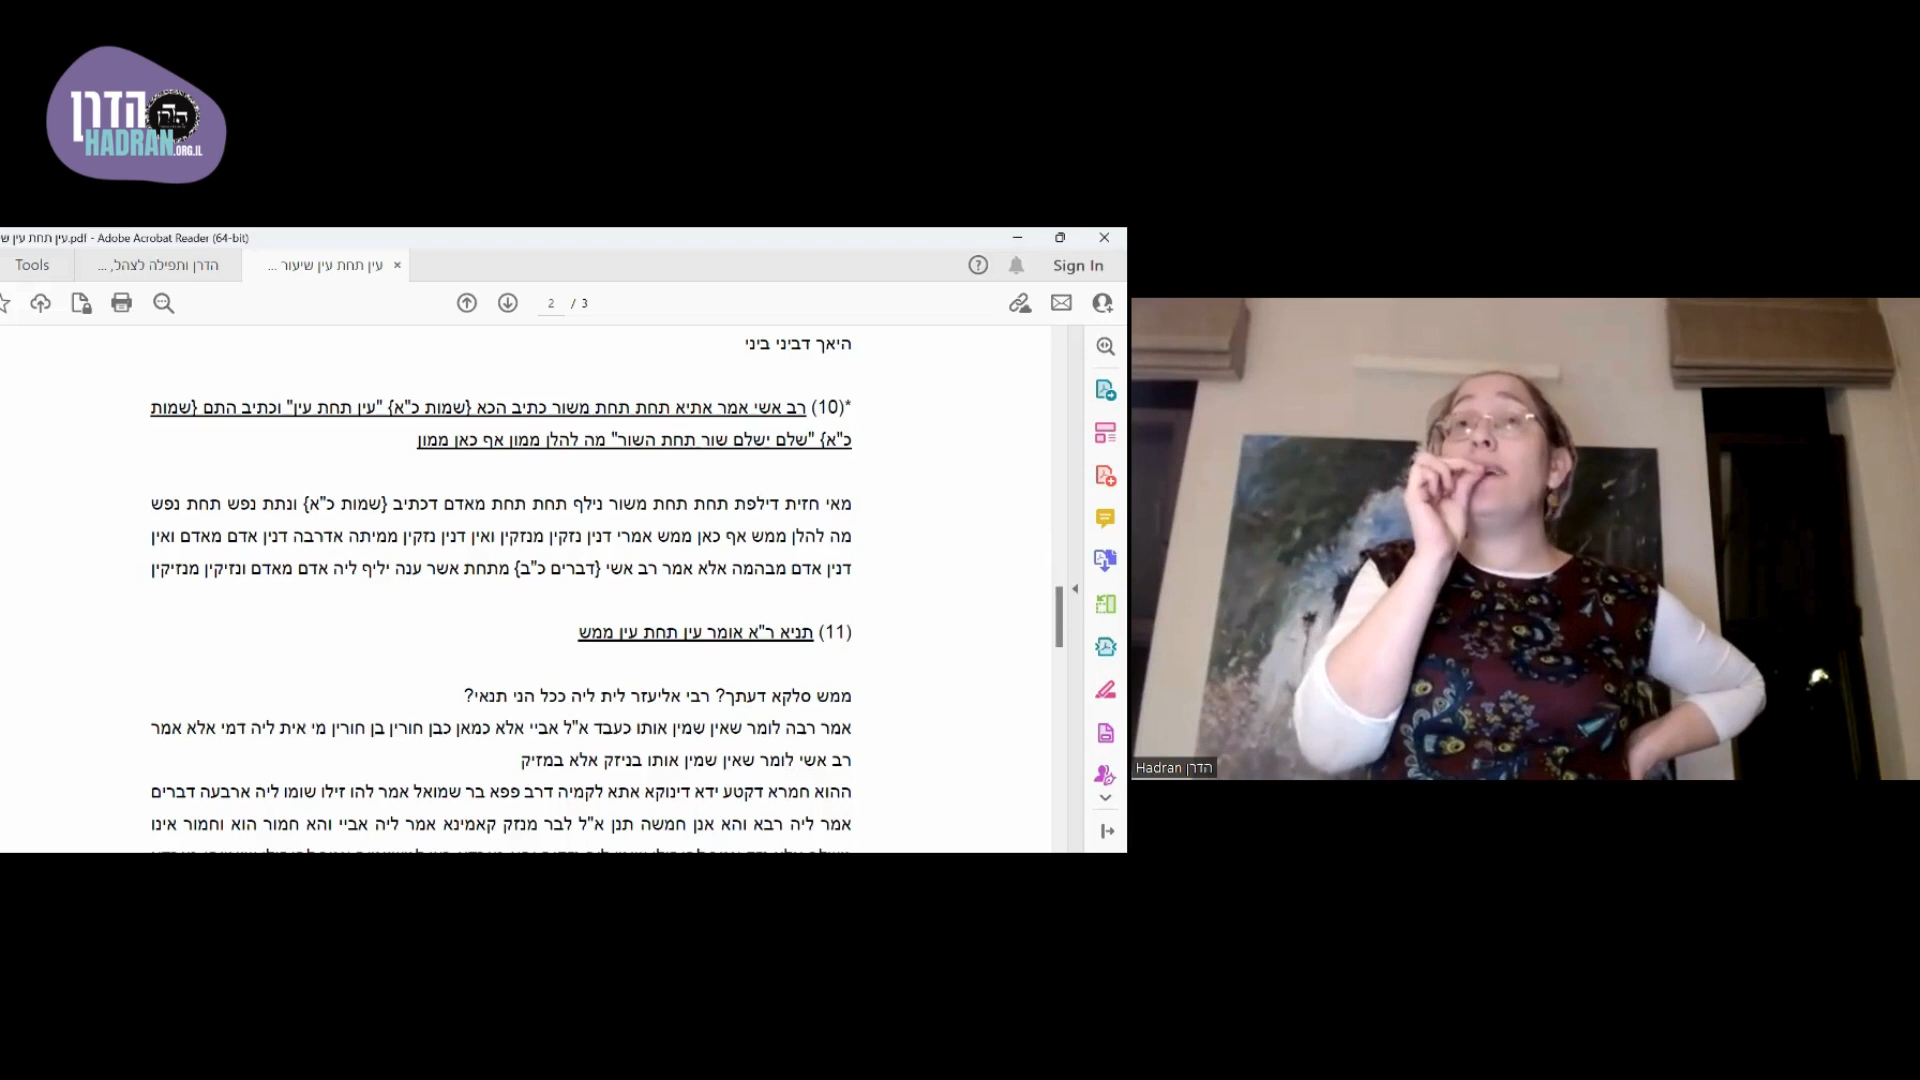 הדרן
HADRAN.ORG.IL
עין תחת עין ש.pdf - Adobe Acrobat Reader (64-bit)
Tools
הדרן ותפילה לצהל, ...
עין תחת עין שיעור ...
Sign In
2 / 3
היאך דביני ביני
*(10) רב אשי אמר אתיא תחת תחת משור כתיב הכא {שמות כ"א} "עין תחת עין" וכתיב התם {שמות
כ"א} "שלם ישלם שור תחת השור" מה להלן ממון אף כאן ממון
מאי חזית דילפת תחת תחת משור נילף תחת תחת מאדם דכתיב {שמות כ"א} ונתת נפש תחת נפש
מה להלן ממש אף כאן ממש אמרי דנין נזקין מנזקין ואין דנין נזקין ממיתה אדרבה דנין אדם מאדם ואין
דנין אדם מבהמה אלא אמר רב אשי {דברים כ"ב} מתחת אשר ענה יליף ליה אדם מאדם ונזיקין מנזיקין
(11) תניא ר"א אומר עין תחת עין ממש
ממש סלקא דעתך? רבי אליעזר לית ליה ככל הני תנאי?
אמר רבה לומר שאין שמין אותו כעבד א"ל אביי אלא כמאן כבן חורין בן חורין מי אית ליה דמי אלא אמר
רב אשי לומר שאין שמין אותו בניזק אלא במזיק
ההוא חמרא דקטע ידא דינוקא אתא לקמיה דרב פפא בר שמואל אמר להו זילו שומו ליה ארבעה דברים
אמר ליה רבא והא אנן חמשה תנן א"ל לבר מנזק קאמינא אמר ליה אביי והא חמור הוא וחמור אינו
Hadran הדרן